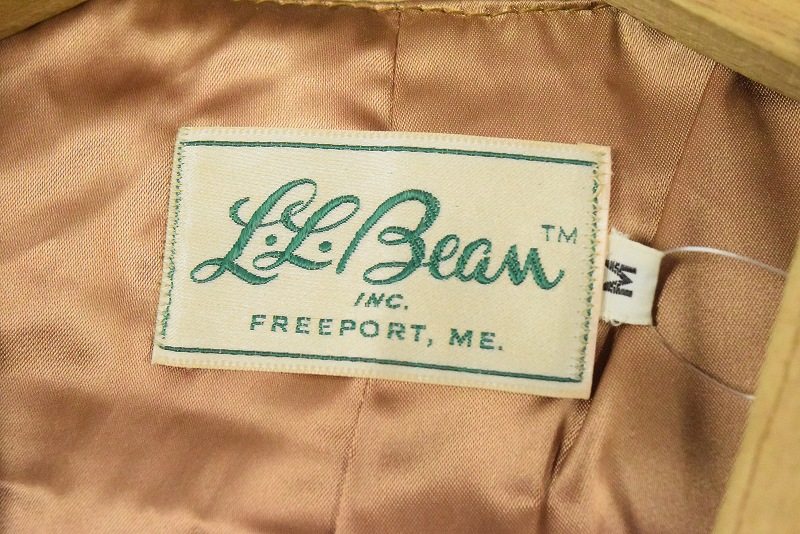 L.L.Bean™
INC.
FREEPORT, ME.
M